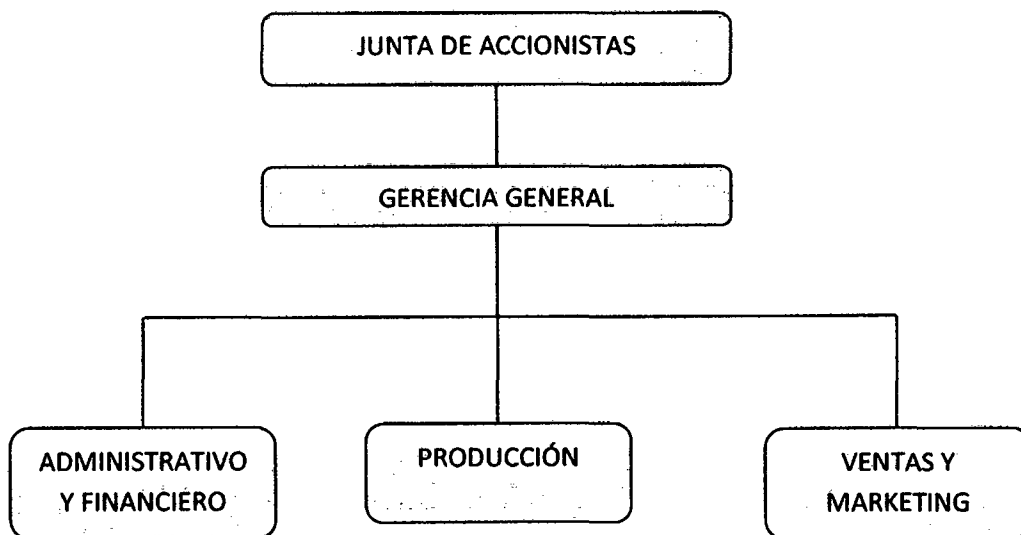 JUNTA DE ACCIONISTAS
GERENCIA GENERAL
ADMINISTRATIVO
Y FINANCIERO
PRODUCCIÓN
VENTAS Y
MARKETING